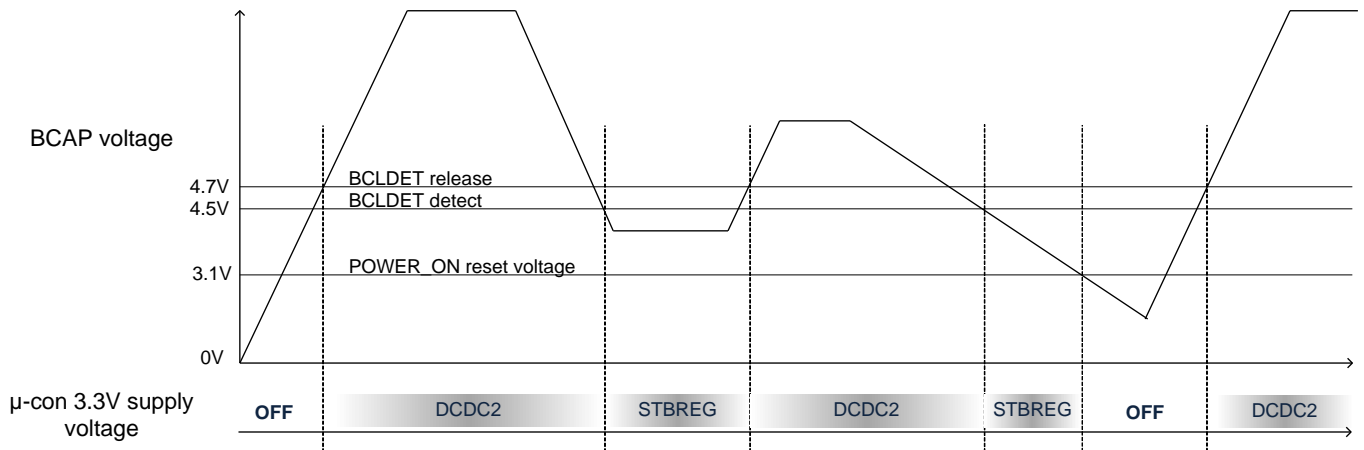 BCAP voltage
4.7V
BCLDET release
4.5V
BCLDET detect
3.1V
POWER_ON reset voltage
0V
μ-con 3.3V supply
voltage
OFF
DCDC2
STBREG
DCDC2
STBREG
OFF
DCDC2